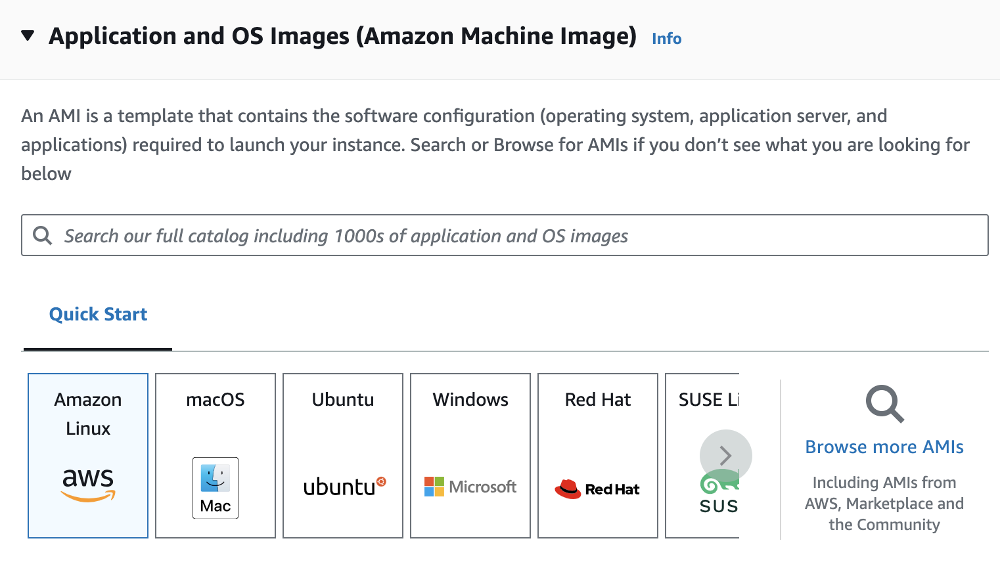 Application and OS Images (Amazon Machine Image) Info
An AMI is a template that contains the software configuration (operating system, application server, and
applications) required to launch your instance. Search or Browse for AMIs if you don’t see what you are looking for
below
Search our full catalog including 1000s of application and OS images
Quick Start
Amazon
Linux
aws
macOS
Mac
Ubuntu
ubuntu
Windows
Microsoft
Red Hat
Red Hat
SUSE Li
SUS
Browse more AMIs
Including AMIs from
AWS, Marketplace and
the Community